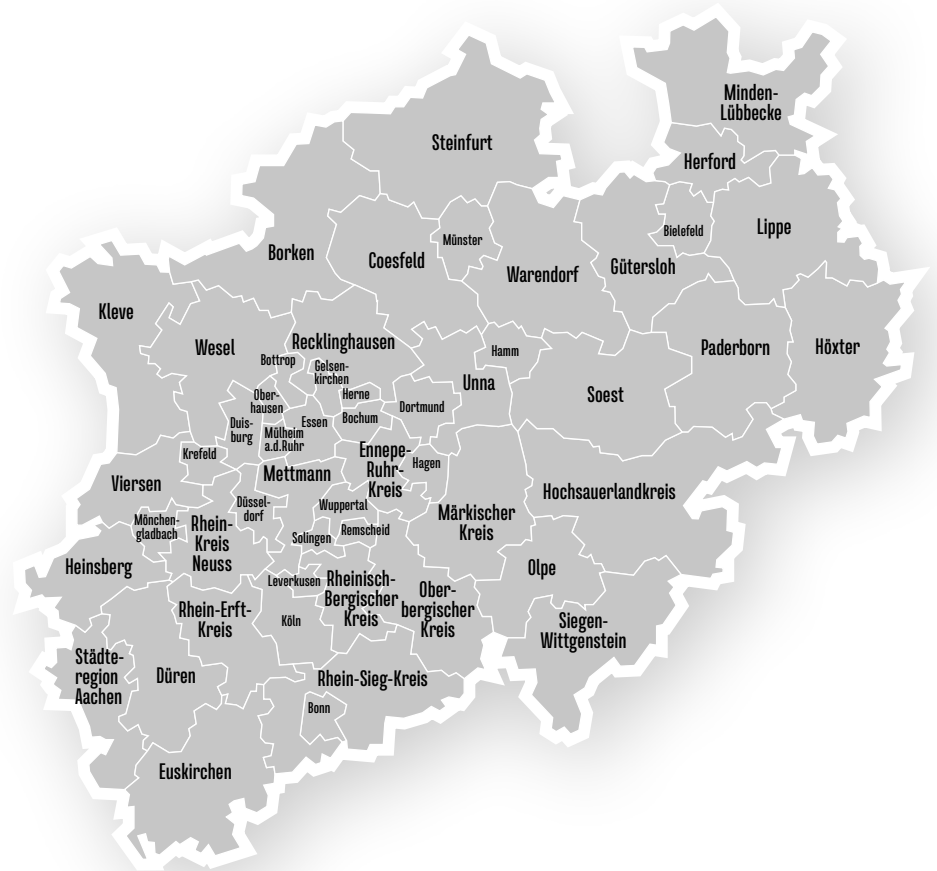 Minden-
Lübbecke
Steinfurt
Herford
Bielefeld
Lippe
Münster
Borken
Coesfeld
Warendorf
Gütersloh
Kleve
Wesel
Recklinghausen
Paderborn
Höxter
Hamm
Bottrop
Gelsen-
kirchen
Unna
Soest
Ober-
hausen
Herne
Dortmund
Duis-
burg
Essen
Bochum
Mülheim
a.d.Ruhr
Krefeld
Ennepe-
Ruhr-
Kreis
Hagen
Viersen
Mettmann
Hochsauerlandkreis
Düssel-
dorf
Wuppertal
Märkischer
Kreis
Mönchen-
gladbach
Rhein-
Kreis
Neuss
Solingen
Remscheid
Heinsberg
Olpe
Leverkusen
Rheinisch-
Bergischer
Kreis
Ober-
bergischer
Kreis
Rhein-Erft-
Kreis
Köln
Siegen-
Wittgenstein
Städte-
region
Aachen
Düren
Rhein-Sieg-Kreis
Bonn
Euskirchen